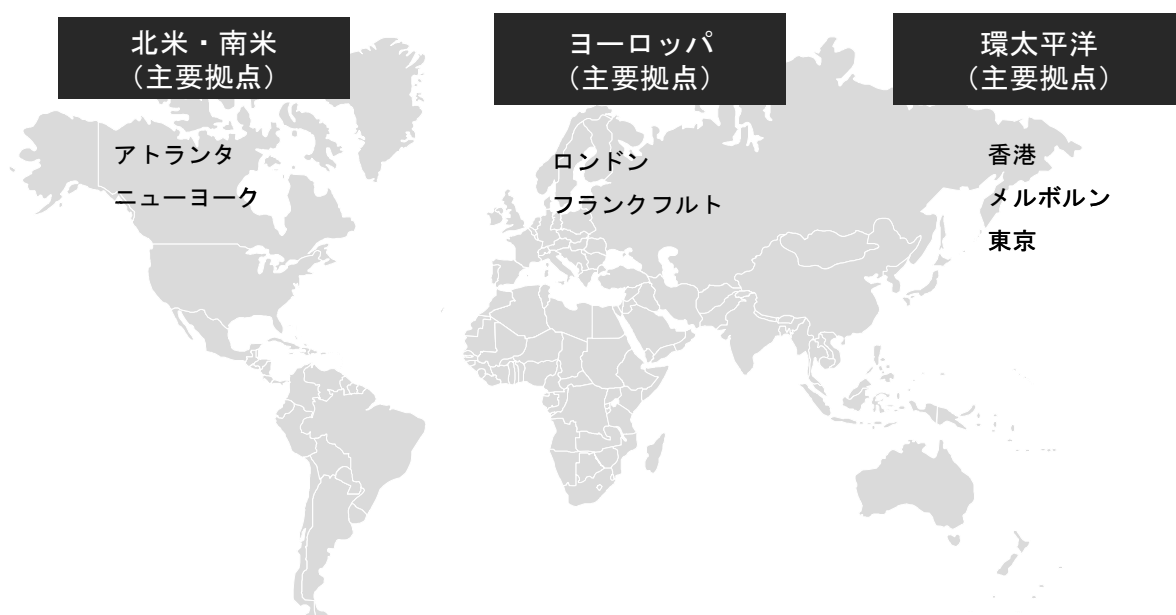 北米・南米
（主要拠点）
アトランタ
ニューヨーク
ヨーロッパ
（主要拠点）
ロンドン
フランクフルト
環太平洋
（主要拠点）
香港
メルボルン
東京